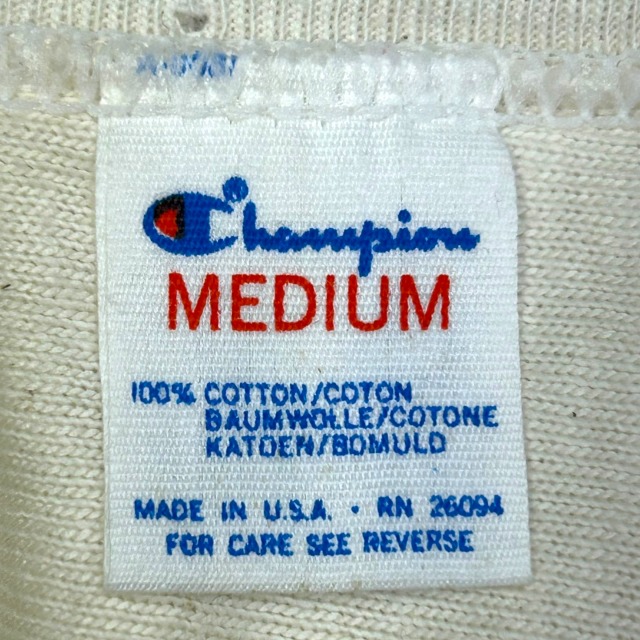 Champion
MEDIUM
100% COTTON/COTON
BAUMWOLLE/COTONE
KATOEN/BOMULD
MADE IN U.S.A. · RN 26094
FOR CARE SEE REVERSE